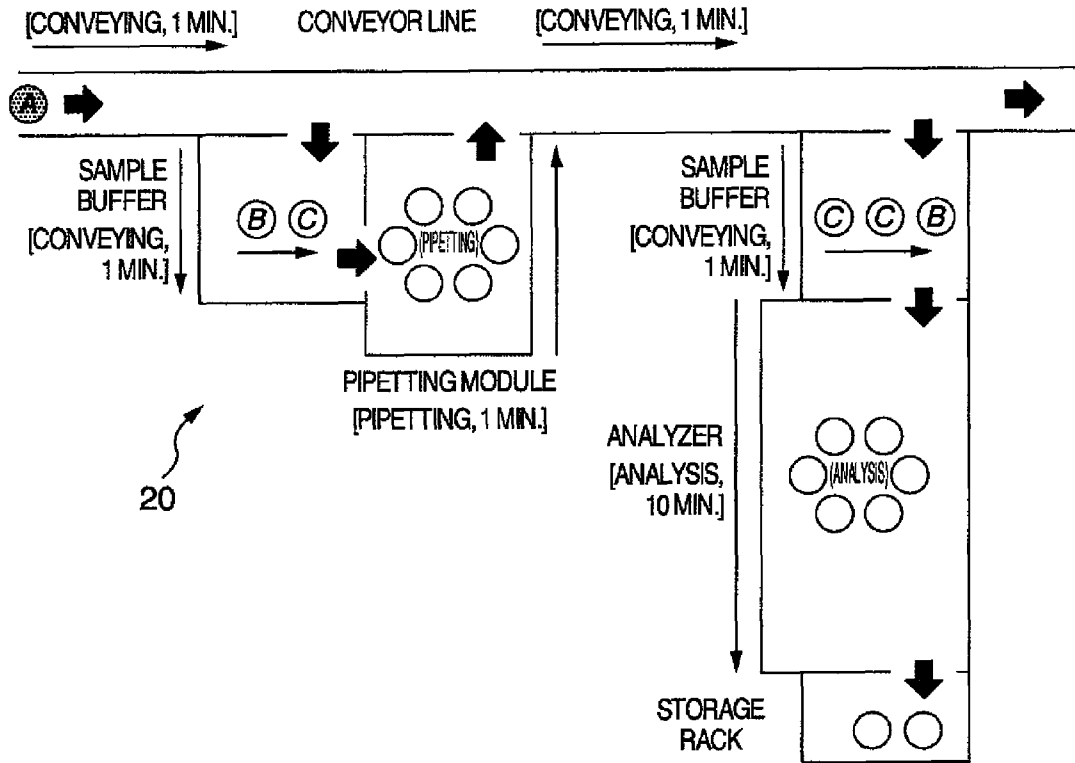 [CONVEYING, 1 MIN.]
CONVEYOR LINE
[CONVEYING, 1 MIN.]
A
SAMPLE
BUFFER
[CONVEYING,
1 MIN.]
B C
(PIPETTING)
SAMPLE
BUFFER
[CONVEYING,
1 MIN.]
C C B
PIPETTING MODULE
[PIPETTING, 1 MIN.]
20
ANALYZER
[ANALYSIS,
10 MIN.]
(ANALYSIS)
STORAGE
RACK